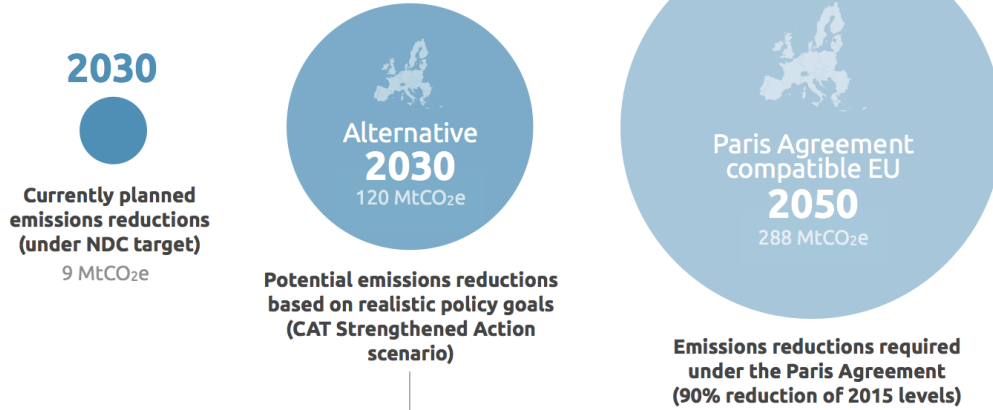 2030
Currently planned
emissions reductions
(under NDC target)
9 MtCO₂e
Alternative
2030
120 MtCO₂e
Potential emissions reductions
based on realistic policy goals
(CAT Strengthened Action
scenario)
Paris Agreement
compatible EU
2050
288 MtCO₂e
Emissions reductions required
under the Paris Agreement
(90% reduction of 2015 levels)